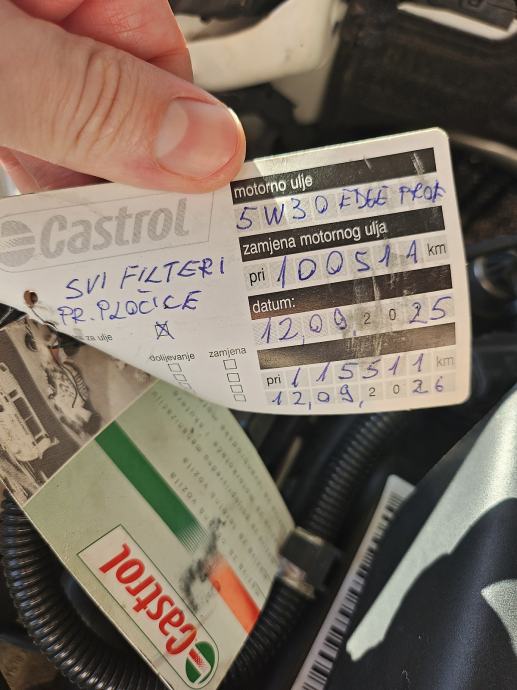 Castrol
SVI FILTERI
PR. PLOČICE
za ulje
dolijevanje zamjena
motorno ulje
5W30 EDGE PROF
zamjena motornog ulja
pri 100511 km
datum:
12,09,2025
pri 115511 km
12,09,2026
Castrol